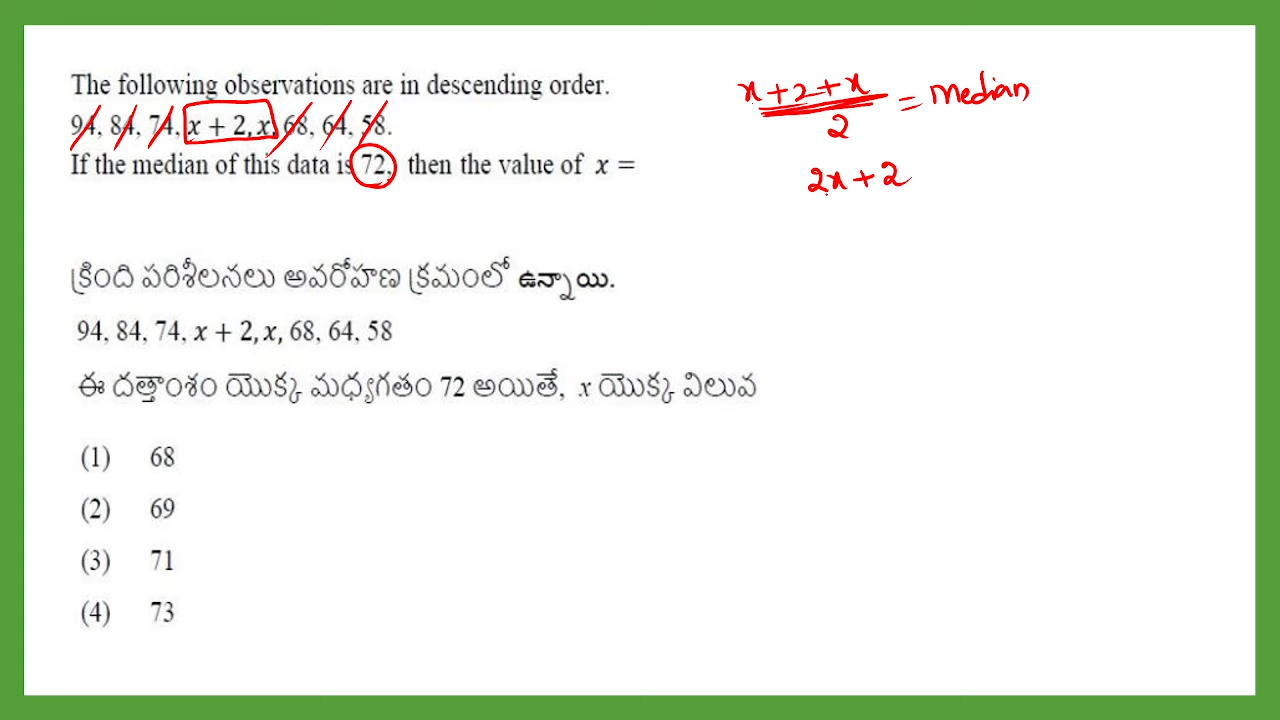 The following observations are in descending order.
94, 84, 74, x + 2, x, 68, 64, 58.
If the median of this data is 72, then the value of x =
x + 2 + x
2
= median
2x + 2
క్రింది పరిశీలనలు అవరోహణ క్రమంలో ఉన్నాయి.
94, 84, 74, x + 2, x, 68, 64, 58
ఈ దత్తాంశం యొక్క మధ్యగతం 72 అయితే, x యొక్క విలువ
(1) 68
(2) 69
(3) 71
(4) 73